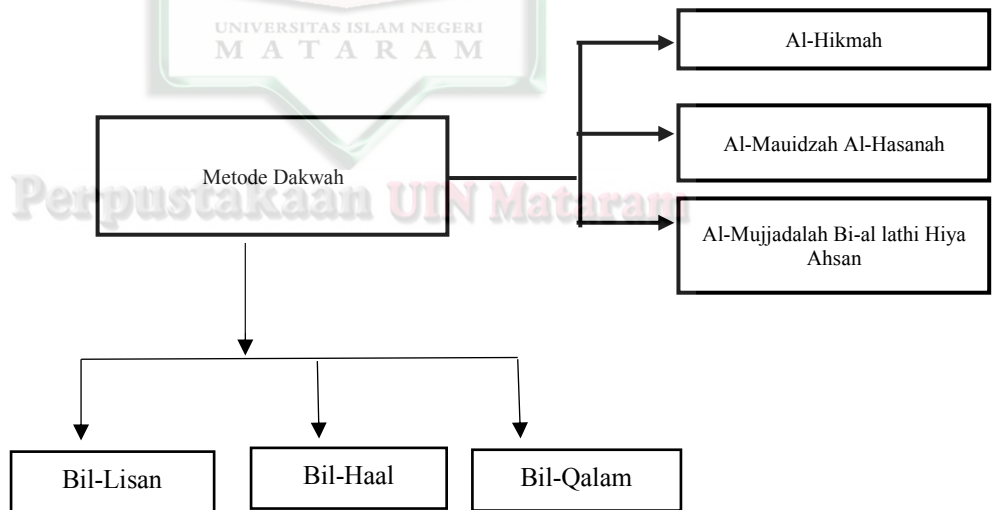 UNIVERSITAS ISLAM NEGERI
MATARAM
Al-Hikmah
Al-Mauidzah Al-Hasanah
Metode Dakwah
Perpustakaan UIN Mataram
Al-Mujjadalah Bi-al lathi Hiya
Ahsan
Bil-Lisan
Bil-Haal
Bil-Qalam